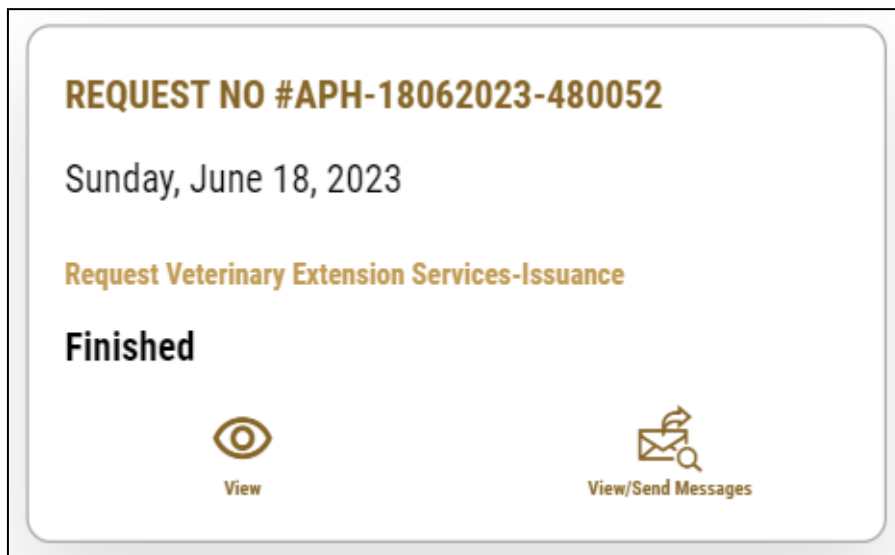 REQUEST NO #APH-18062023-480052
Sunday, June 18, 2023
Request Veterinary Extension Services-Issuance
Finished
View
View/Send Messages